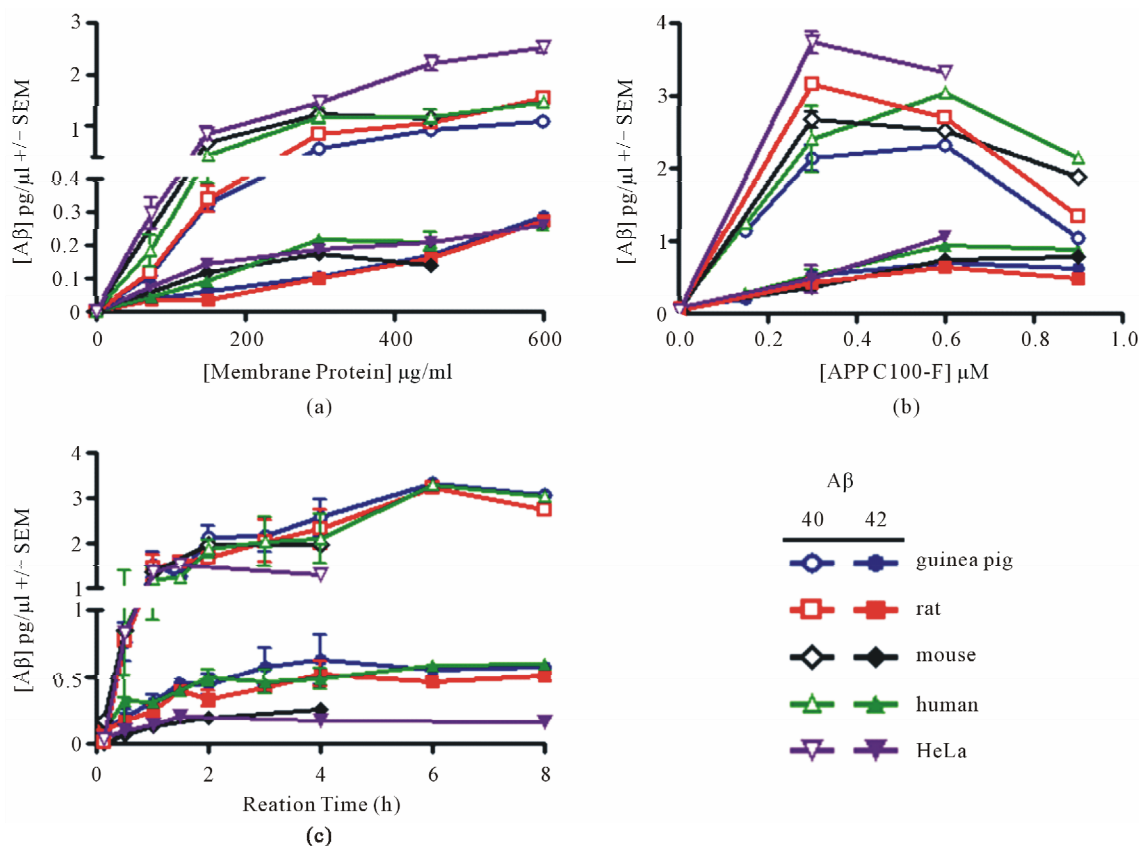 3
2
1
0.4
0.3
0.2
0.1
0
[Aβ] pg/μl +/− SEM
0
200
400
600
[Membrane Protein] μg/ml
(a)
4
3
2
1
0
[Aβ] pg/μl +/− SEM
0.0
0.2
0.4
0.6
0.8
1.0
[APP C100-F] μM
(b)
4
3
2
1
1
0.5
0
[Aβ] pg/μl +/− SEM
0
2
4
6
8
Reation Time (h)
(c)
Aβ
40 42
guinea pig
rat
mouse
human
HeLa